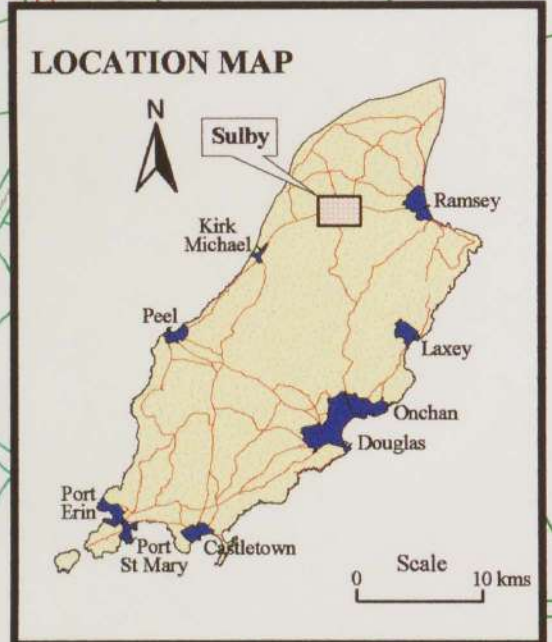 LOCATION MAP
N
Sulby
Ramsey
Kirk
Michael
Peel
Laxey
Onchan
Douglas
Port
Erin
Port
St Mary
Castletown
Scale
0 10 kms